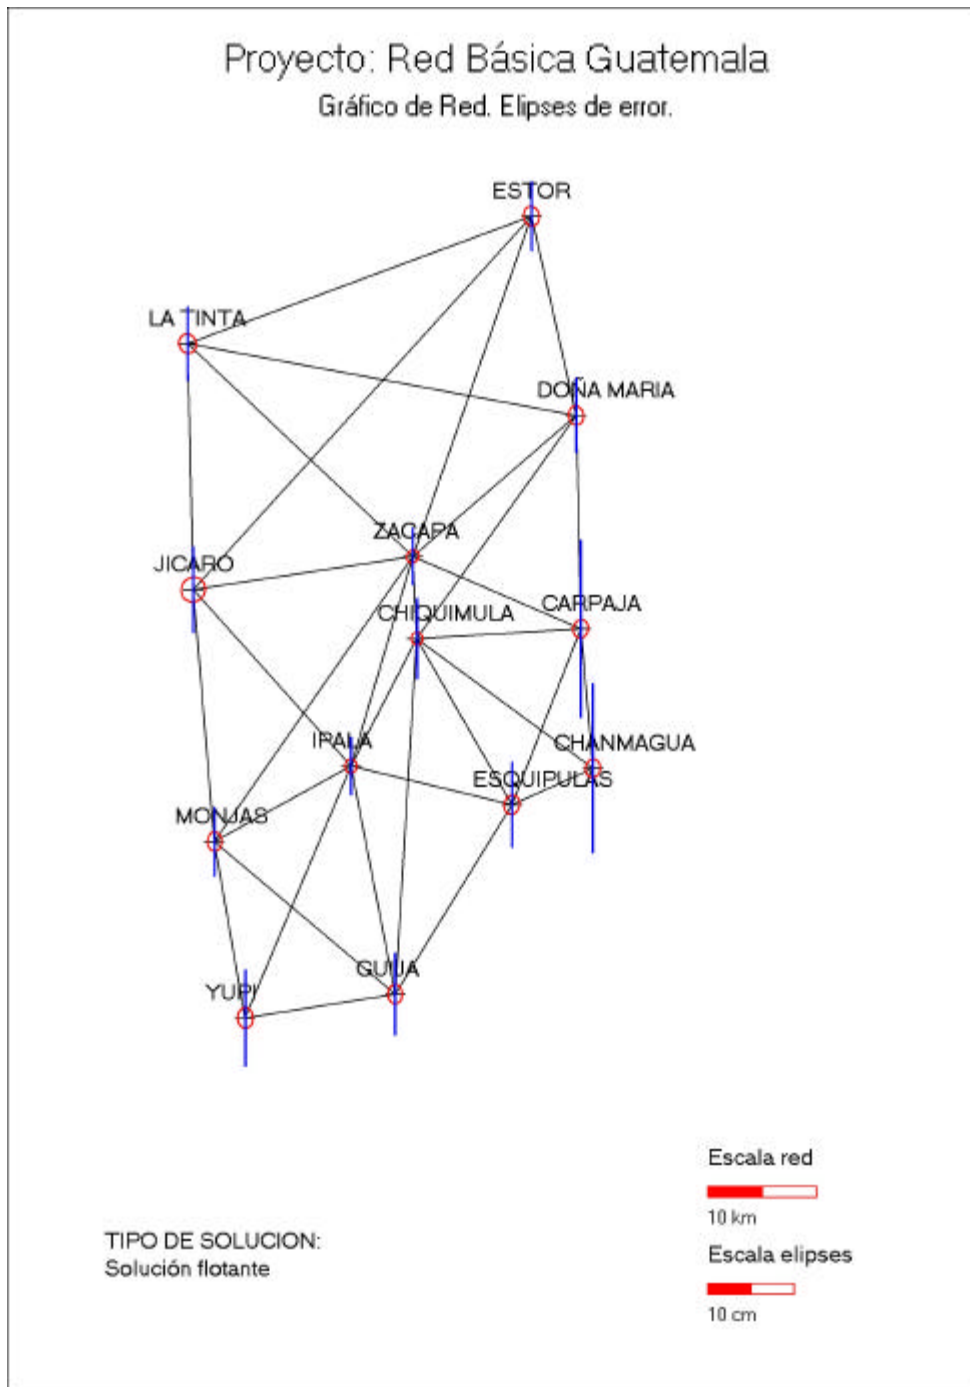 Proyecto: Red Básica Guatemala
Gráfico de Red. Elipses de error.
ESTOR
LA TINTA
DOÑA MARIA
ZACAPA
JICARO
CARPAJA
CHIQUIMULA
IPALA
CHANMAGUA
ESQUIPULAS
MONJAS
GUIJA
YUPI
Escala red
10 km
TIPO DE SOLUCION:
Escala elipses
Solución flotante
10 cm